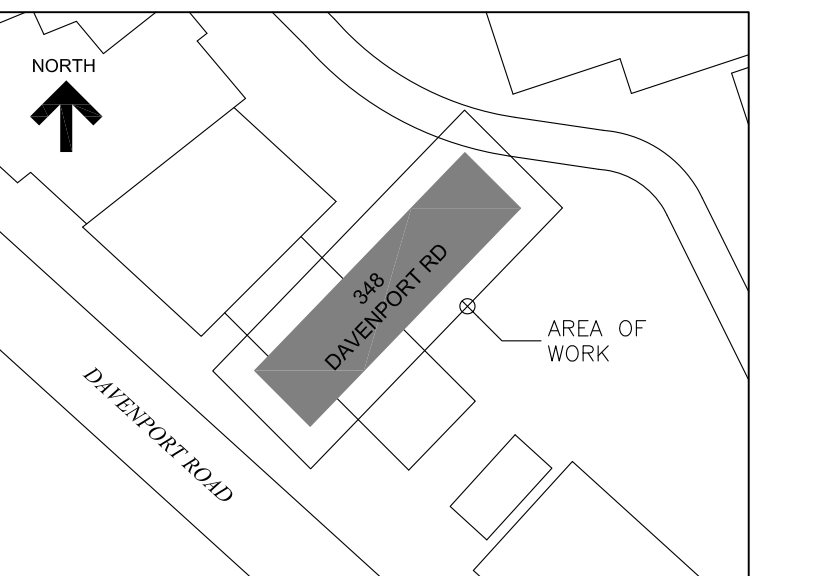 NORTH
348
DAVENPORT RD
AREA OF
WORK
DAVENPORT ROAD